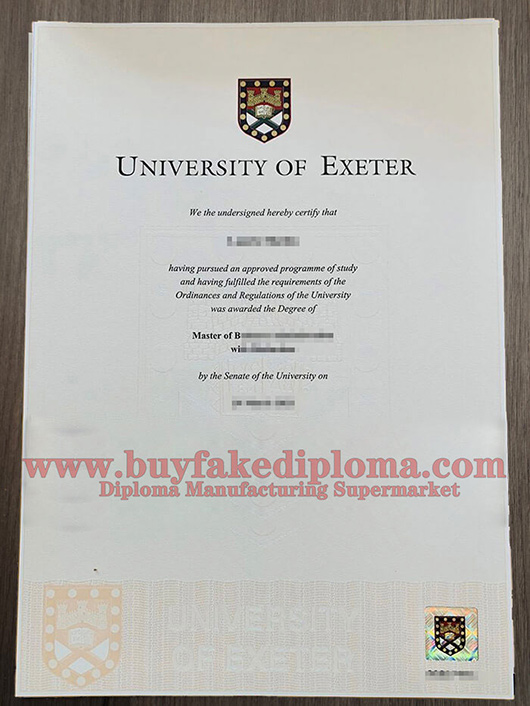 UNIVERSITY OF EXETER
We the undersigned hereby certify that
having pursued an approved programme of study
and having fulfilled the requirements of the
Ordinances and Regulations of the University
was awarded the Degree of
Master of
by the Senate of the University on
www.buyfakediploma.com
Diploma Manufacturing Supermarket
EXETER